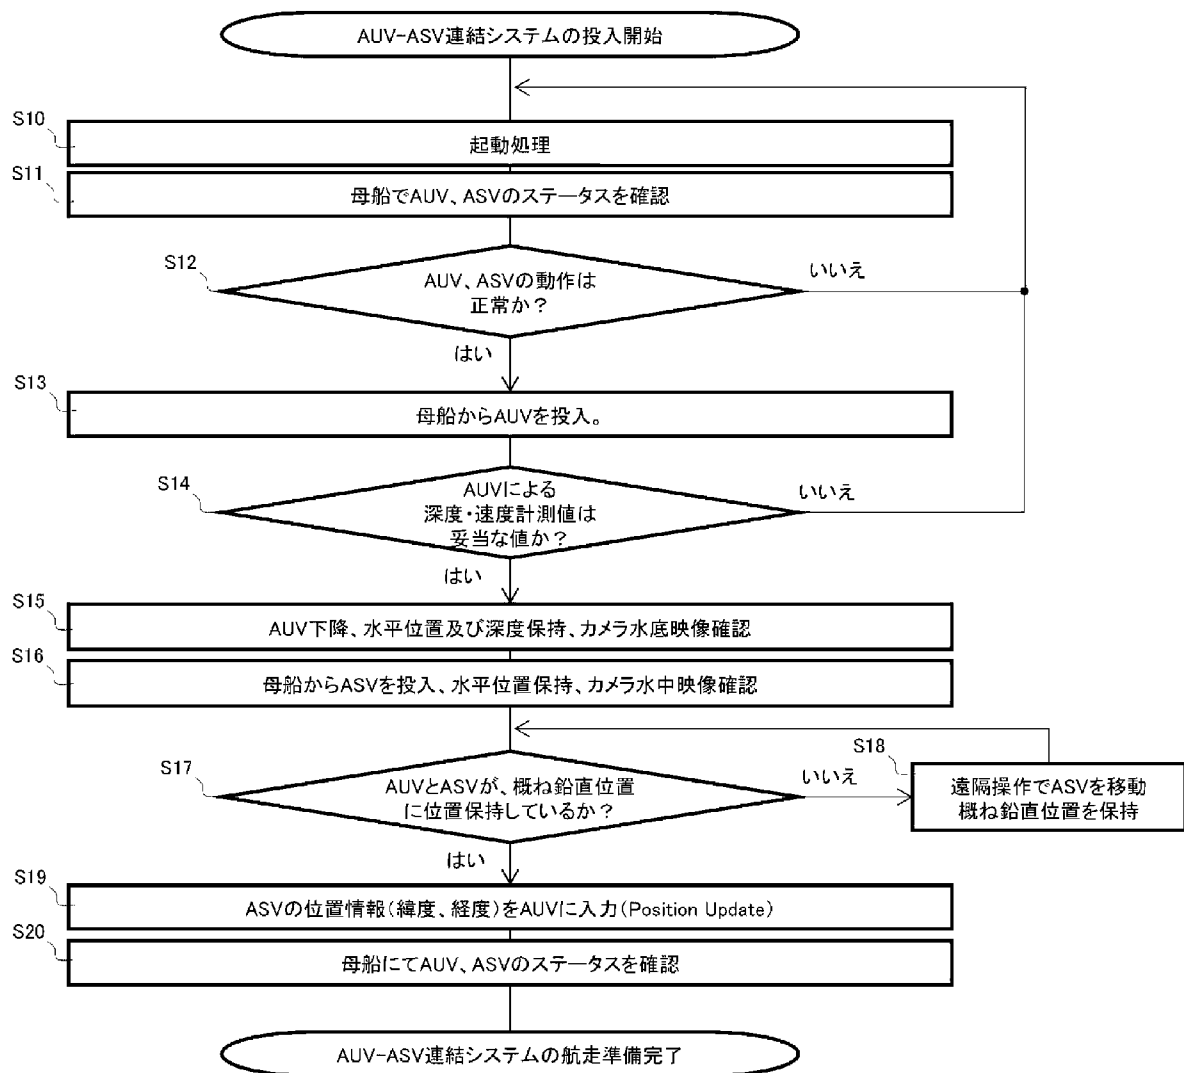 AUV-ASV連結システムの投入開始
S10
起動処理
S11
母船でAUV、ASVのステータスを確認
S12
AUV、ASVの動作は
正常か？
いいえ
はい
S13
母船からAUVを投入。
S14
AUVによる
深度・速度計測値は
妥当な値か？
いいえ
はい
S15
AUV下降、水平位置及び深度保持、カメラ水底映像確認
S16
母船からASVを投入、水平位置保持、カメラ水中映像確認
S17
AUVとASVが、概ね鉛直位置
に位置保持しているか？
いいえ
S18
遠隔操作でASVを移動
概ね鉛直位置を保持
はい
S19
ASVの位置情報(緯度、経度)をAUVに入力(Position Update)
S20
母船にてAUV、ASVのステータスを確認
AUV-ASV連結システムの航走準備完了